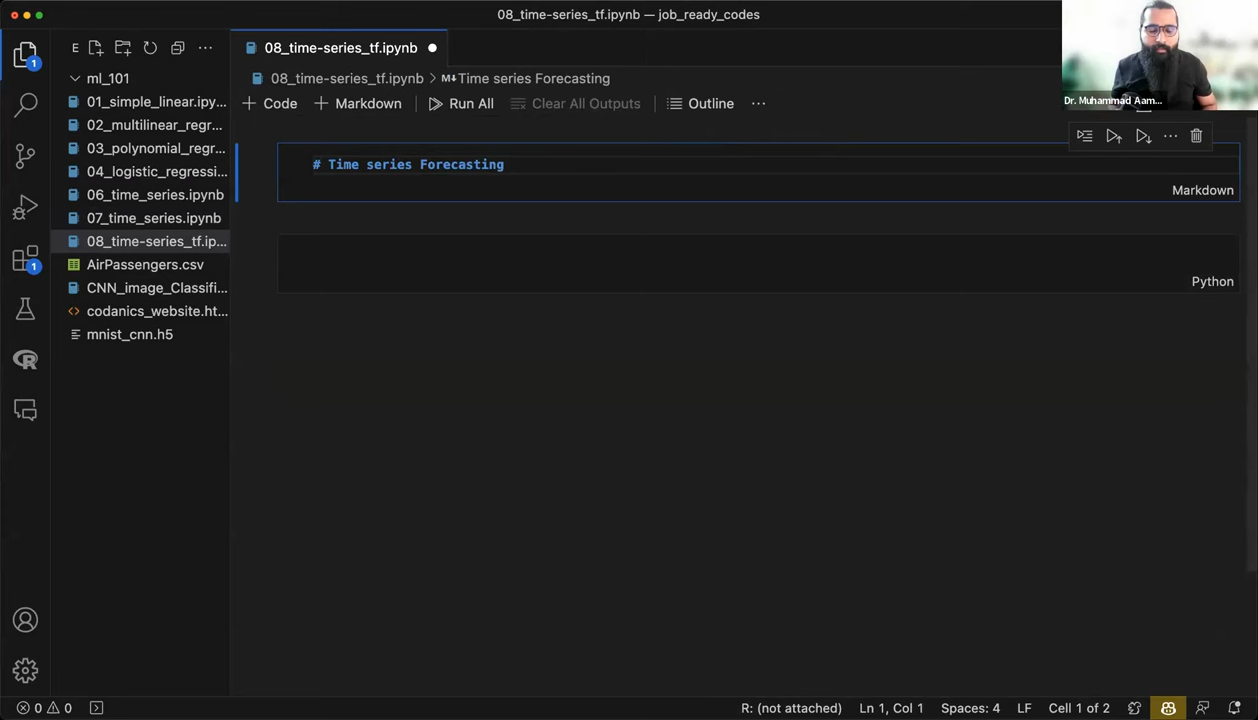 08_time-series_tf.ipynb — job_ready_codes
E
08_time-series_tf.ipynb
ml_101
08_time-series_tf.ipynb > M↓Time series Forecasting
+ Code + Markdown Run All Clear All Outputs Outline ...
Dr. Muhammad Aam...
01_simple_linear.ipy...
02_multilinear_regr...
03_polynomial_regr...
04_logistic_regressi...
06_time_series.ipynb
07_time_series.ipynb
08_time-series_tf.ip...
AirPassengers.csv
CNN_image_Classifi...
codanics_website.ht...
mnist_cnn.h5
1
1
# Time series Forecasting
Markdown
Python
0 0
R: (not attached) Ln 1, Col 1 Spaces: 4 LF Cell 1 of 2